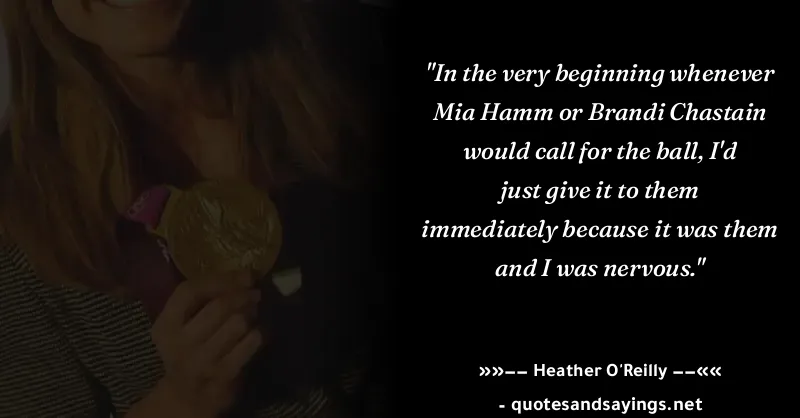 "In the very beginning whenever
Mia Hamm or Brandi Chastain
would call for the ball, I'd
just give it to them
immediately because it was them
and I was nervous."
»»−− Heather O'Reilly −−««
- quotesandsayings.net